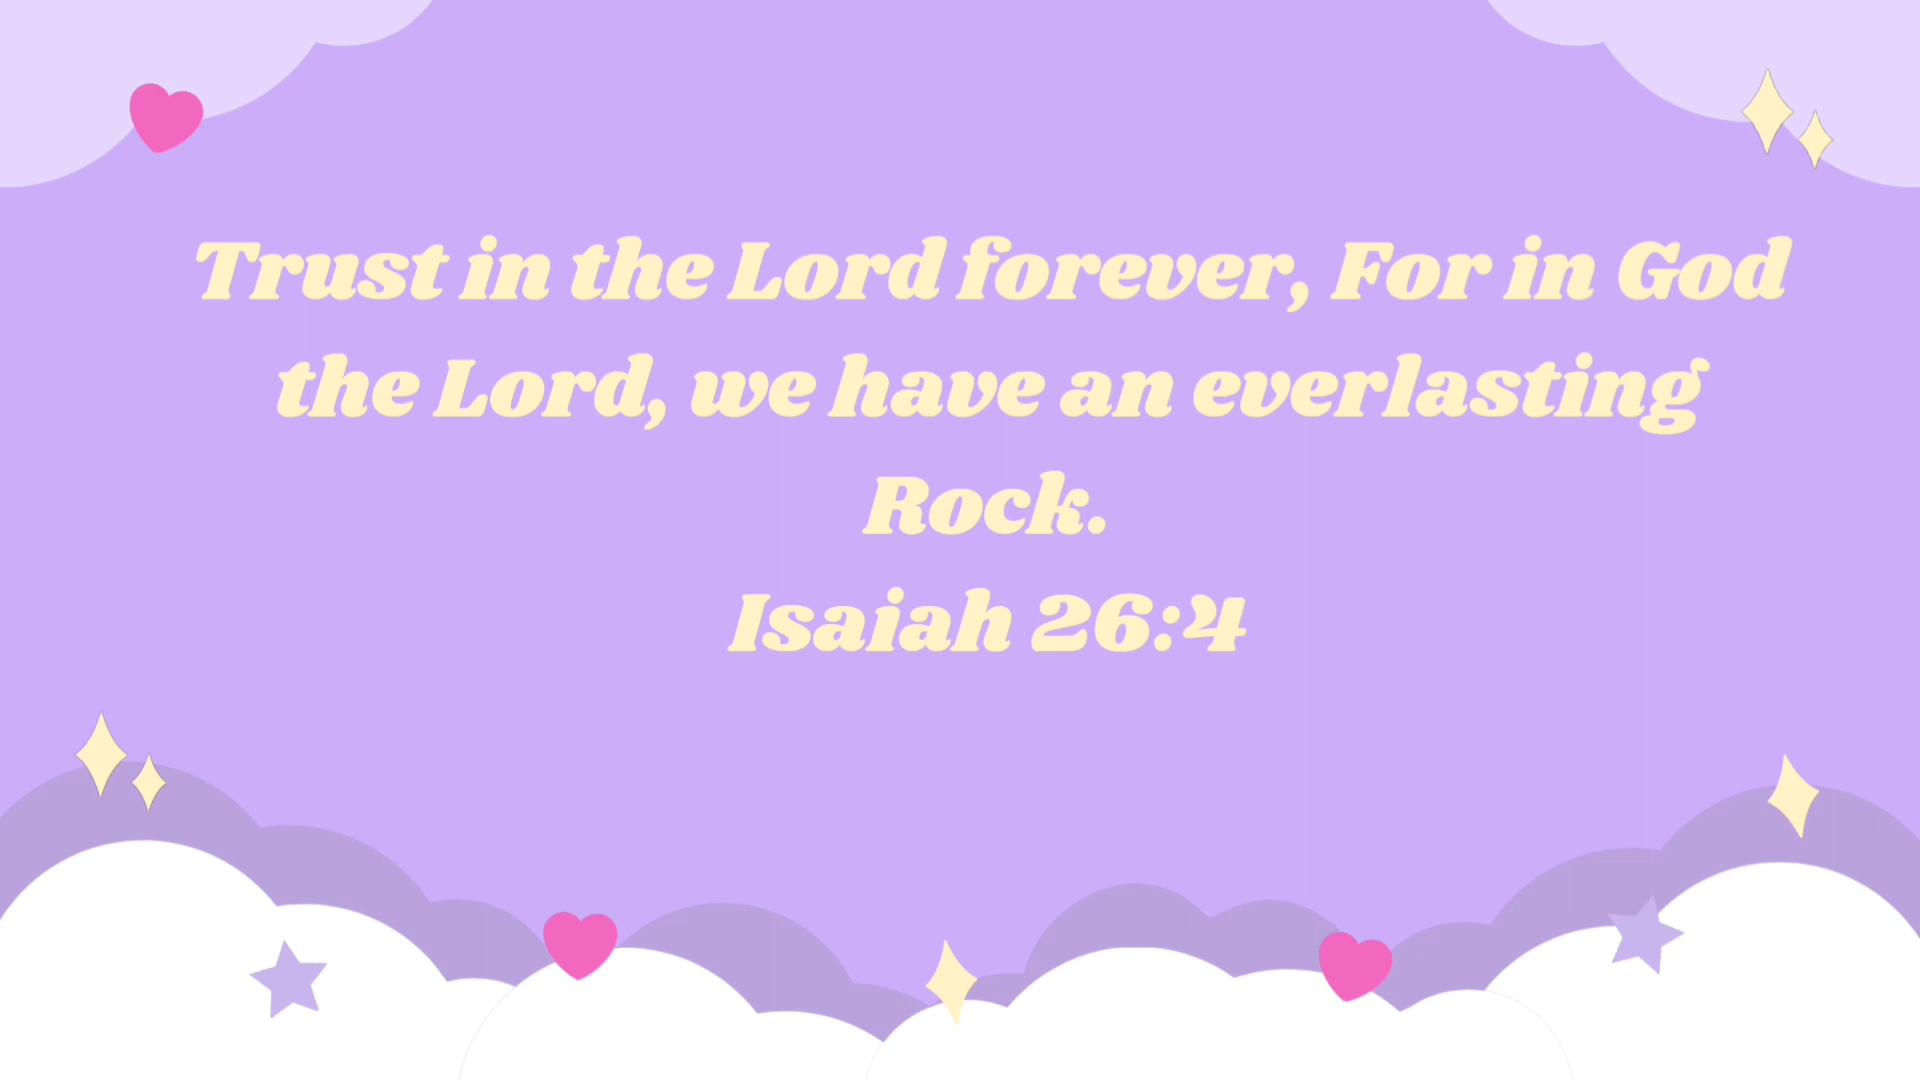 Trust in the Lord forever, For in God
the Lord, we have an everlasting
Rock.
Isaiah 26:4